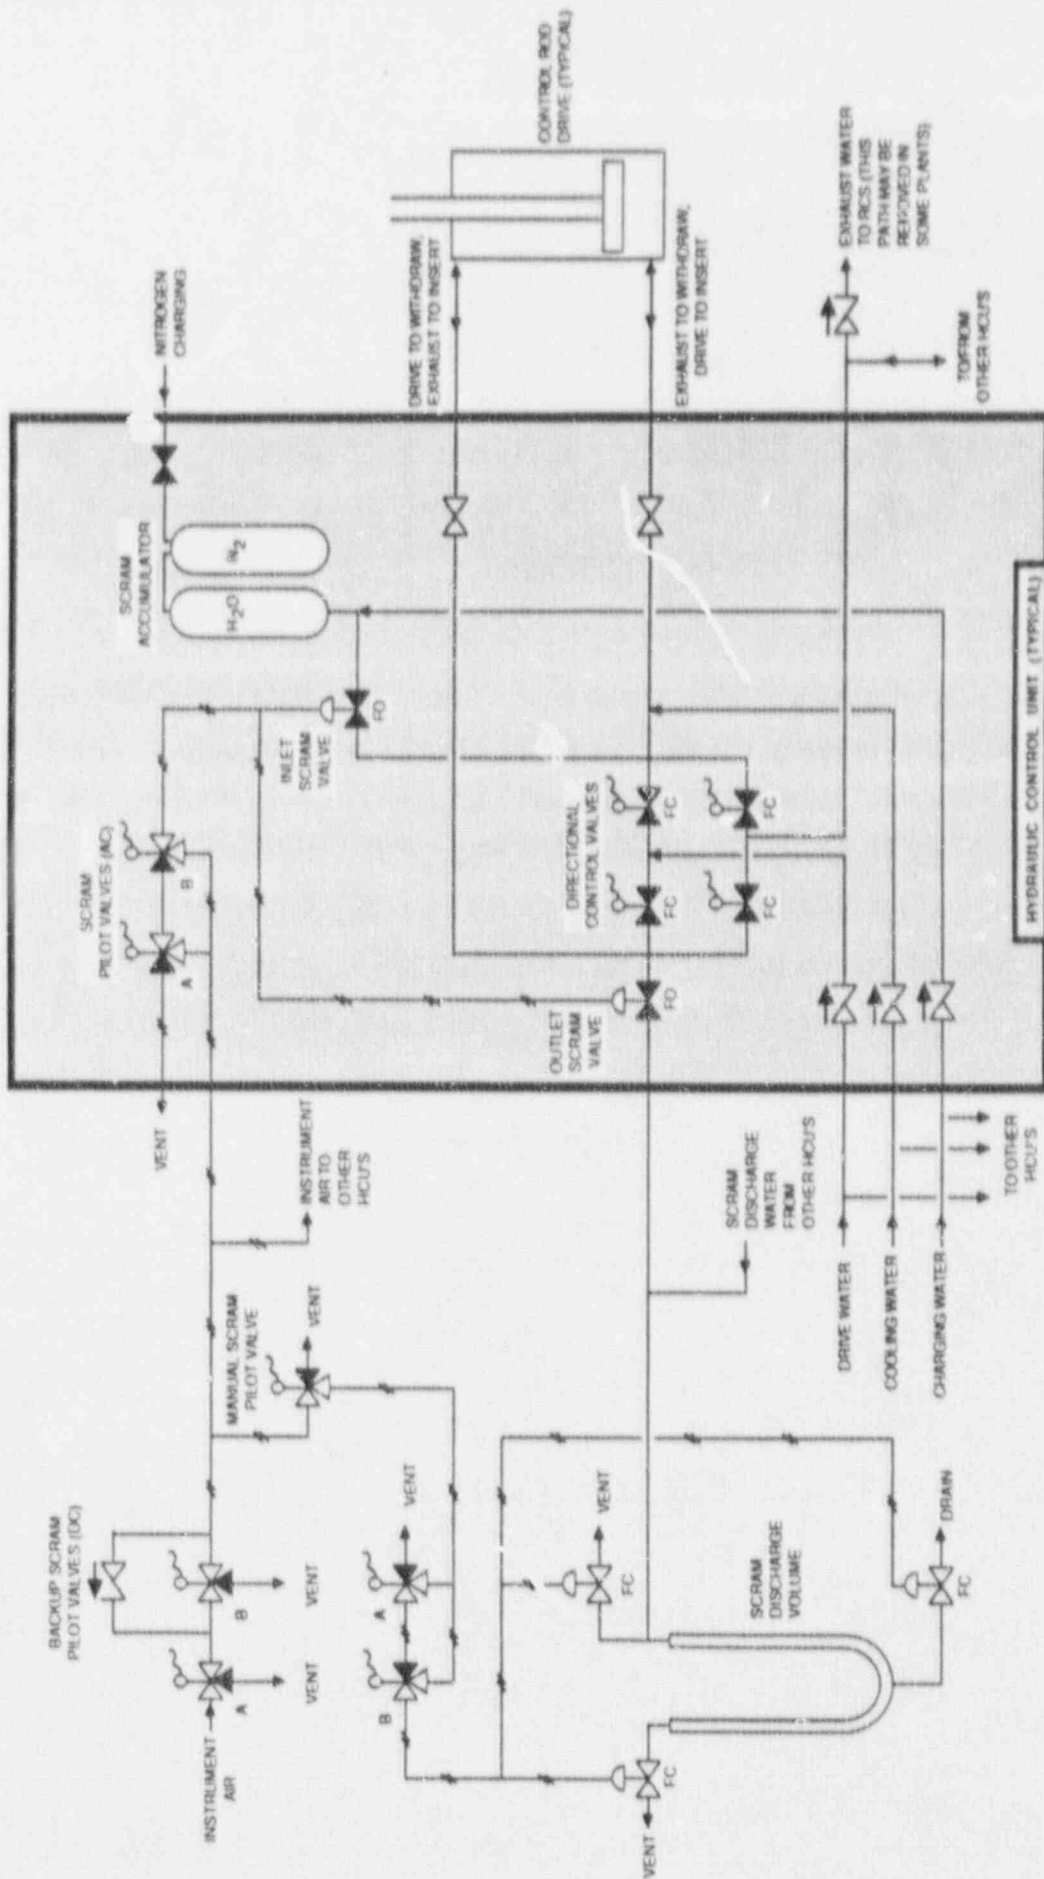 BACKUP SCRAM
PILOT VALVES (DC)
A
B
VENT
VENT
INSTRUMENT
AIR
MANUAL SCRAM
PILOT VALVE
VENT
INSTRUMENT
AIR TO
OTHER
HCU'S
VENT
SCRAM
PILOT VALVES (AC)
A
B
SCRAM
ACCUMULATOR
H2O
N2
NITROGEN
CHARGING
INLET
SCRAM
VALVE
FO
B
A
VENT
VENT
FC
VENT
FC
SCRAM
DISCHARGE
VOLUME
FC
DRAIN
OUTLET
SCRAM
VALVE
FO
DIRECTIONAL
CONTROL VALVES
FC
FC
FC
FC
DRIVE TO WITHDRAW,
EXHAUST TO INSERT
CONTROL ROD
DRIVE (TYPICAL)
EXHAUST TO WITHDRAW,
DRIVE TO INSERT
SCRAM
DISCHARGE
WATER
FROM
OTHER HCU'S
DRIVE WATER
COOLING WATER
CHARGING WATER
TO OTHER
HCU'S
EXHAUST WATER
TO RCS (THIS
PATH MAY BE
REMOVED IN
SOME PLANTS)
TO/FROM
OTHER HCU'S
HYDRAULIC CONTROL UNIT (TYPICAL)